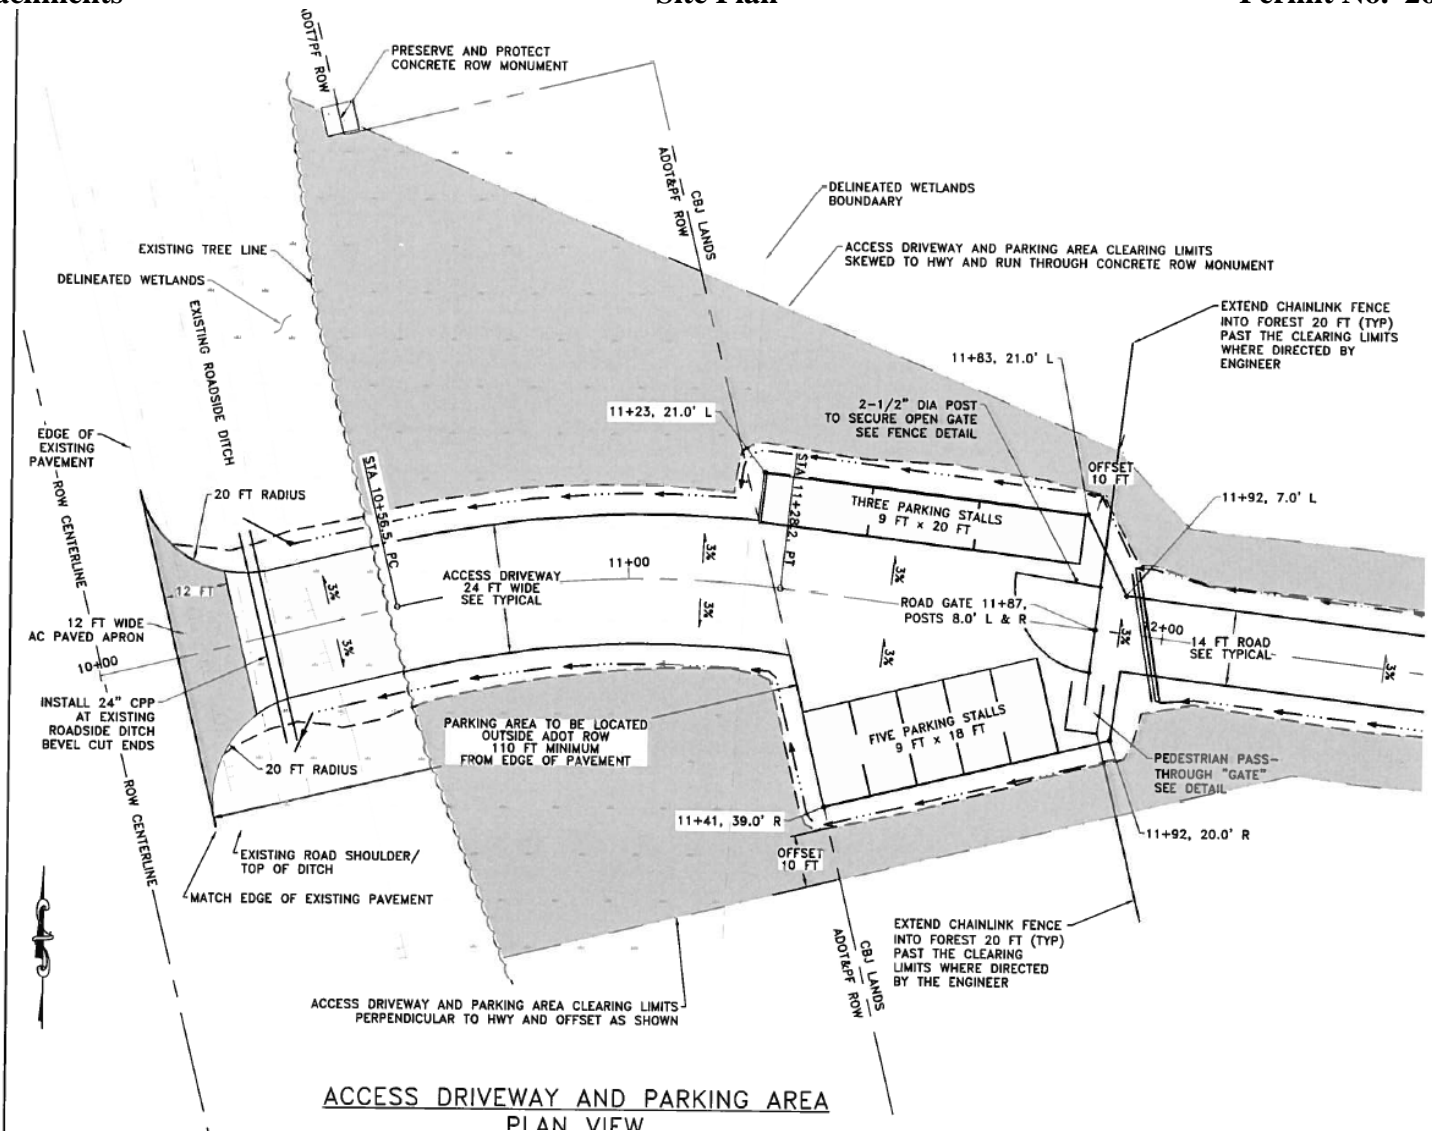 Site Plan
ADOT7PF ROW
PRESERVE AND PROTECT
CONCRETE ROW MONUMENT
ADOT&PF ROW
CBJ LANDS
DELINEATED WETLANDS
BOUNDAARY
EXISTING TREE LINE
ACCESS DRIVEWAY AND PARKING AREA CLEARING LIMITS
SKEWED TO HWY AND RUN THROUGH CONCRETE ROW MONUMENT
DELINEATED WETLANDS
EXISTING ROADSIDE DITCH
EXTEND CHAINLINK FENCE
INTO FOREST 20 FT (TYP)
PAST THE CLEARING LIMITS
WHERE DIRECTED BY
ENGINEER
11+83, 21.0' L
2-1/2" DIA POST
TO SECURE OPEN GATE
SEE FENCE DETAIL
11+23, 21.0' L
EDGE OF
EXISTING
PAVEMENT
ROW CENTERLINE
STA 10+56.5, PC
STA 11+28.2, PT
OFFSET
10 FT
20 FT RADIUS
11+92, 7.0' L
THREE PARKING STALLS
9 FT x 20 FT
12 FT
3%
3%
ACCESS DRIVEWAY
24 FT WIDE
SEE TYPICAL
11+00
3%
3%
3%
3%
ROAD GATE 11+87,
POSTS 8.0' L & R
3%
12+00
14 FT ROAD
SEE TYPICAL
3%
12 FT WIDE
AC PAVED APRON
10+00
INSTALL 24" CPP
AT EXISTING
ROADSIDE DITCH
BEVEL CUT ENDS
PARKING AREA TO BE LOCATED
OUTSIDE ADOT ROW
110 FT MINIMUM
FROM EDGE OF PAVEMENT
FIVE PARKING STALLS
9 FT x 18 FT
20 FT RADIUS
PEDESTRIAN PASS-
THROUGH "GATE"
SEE DETAIL
ROW CENTERLINE
11+41, 39.0' R
11+92, 20.0' R
OFFSET
10 FT
EXISTING ROAD SHOULDER/
TOP OF DITCH
MATCH EDGE OF EXISTING PAVEMENT
EXTEND CHAINLINK FENCE
INTO FOREST 20 FT (TYP)
PAST THE CLEARING
LIMITS WHERE DIRECTED
BY THE ENGINEER
ADOT&PF ROW
CBJ LANDS
ACCESS DRIVEWAY AND PARKING AREA CLEARING LIMITS
PERPENDICULAR TO HWY AND OFFSET AS SHOWN
ACCESS DRIVEWAY AND PARKING AREA
PLAN VIEW